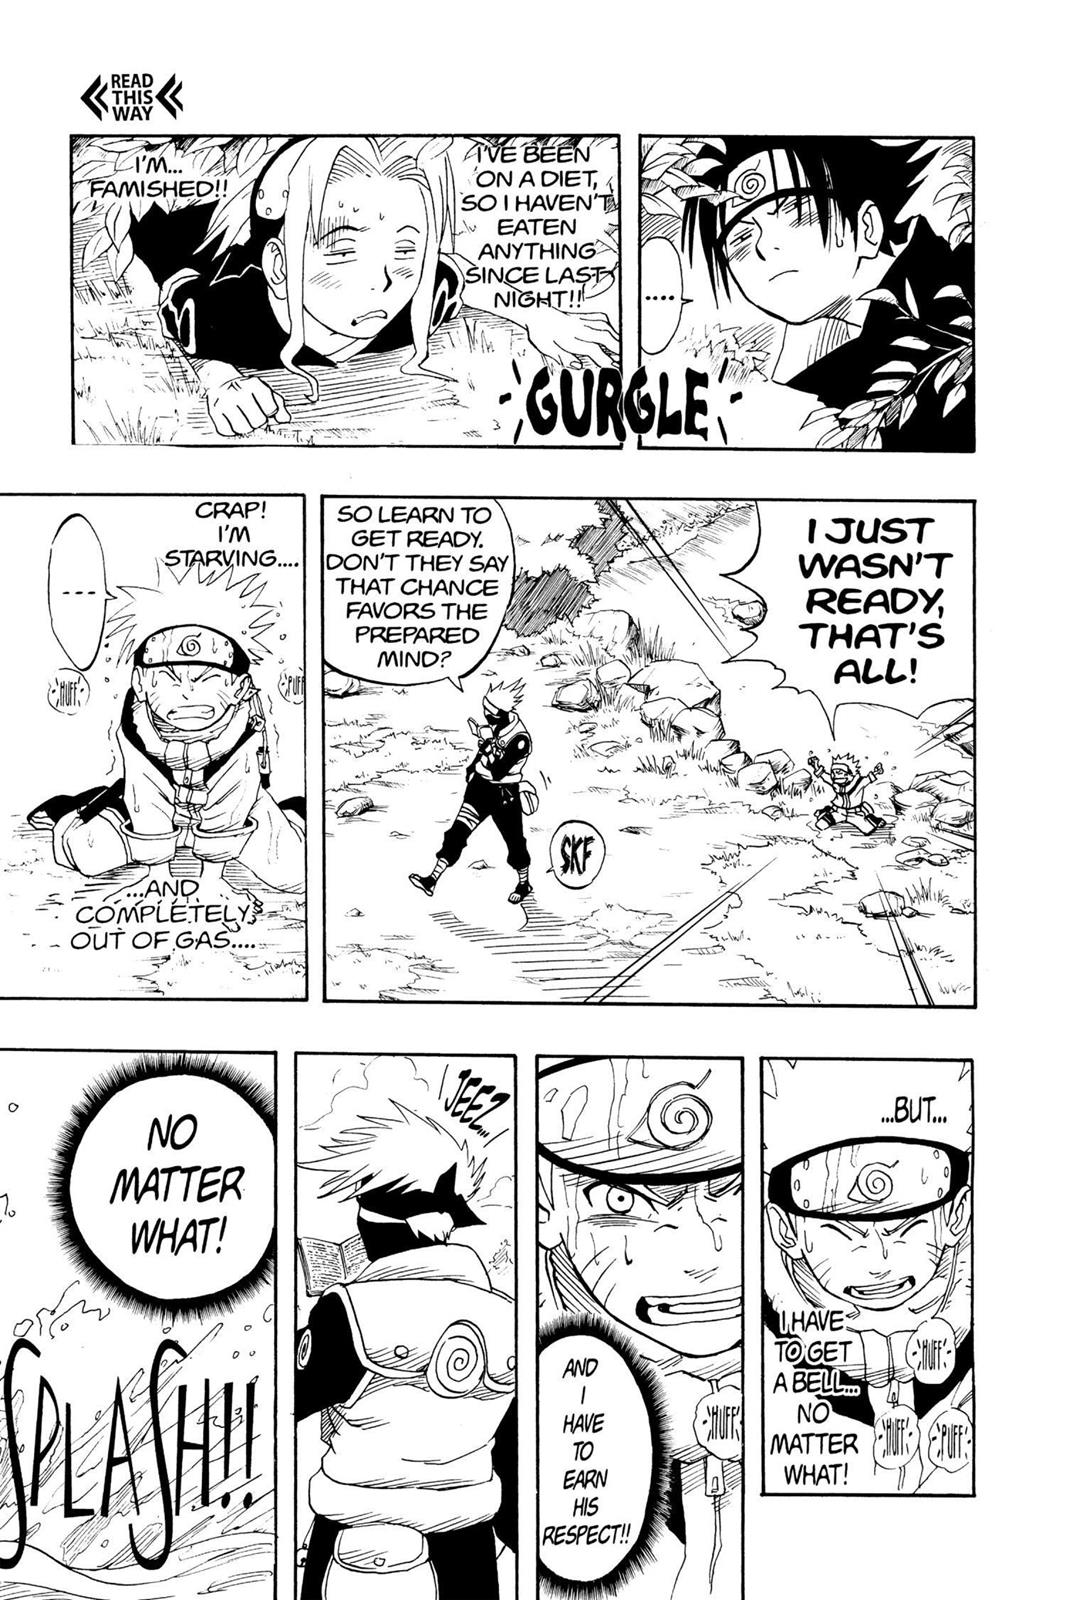 READ
THIS
WAY
.....
GURGLE
I'VE BEEN
ON A DIET,
SO I HAVEN'T
EATEN
ANYTHING
SINCE LAST
NIGHT!!
I'M...
FAMISHED!!
I JUST
WASN'T
READY,
THAT'S
ALL!
SO LEARN TO
GET READY.
DON'T THEY SAY
THAT CHANCE
FAVORS THE
PREPARED
MIND?
SKF
CRAP!
I'M
STARVING....
----
PUFF
HUFF
...AND
COMPLETELY
OUT OF GAS....
...BUT...
I HAVE
TO GET
A BELL...
NO
MATTER
WHAT!
HUFF
HUFF
PUFF
AND
I
HAVE
TO
EARN
HIS
RESPECT!!
HUFF
JEEZ...
NO
MATTER
WHAT!
SPLASH!!